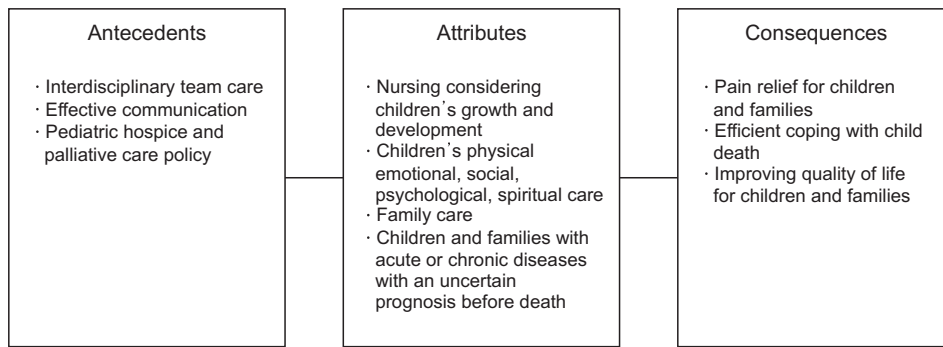 Antecedents
· Interdisciplinary team care
· Effective communication
· Pediatric hospice and
palliative care policy
Attributes
· Nursing considering
children’s growth and
development
· Children’s physical
emotional, social,
psychological, spiritual care
· Family care
· Children and families with
acute or chronic diseases
with an uncertain
prognosis before death
Consequences
· Pain relief for children
and families
· Efficient coping with child
death
· Improving quality of life
for children and families